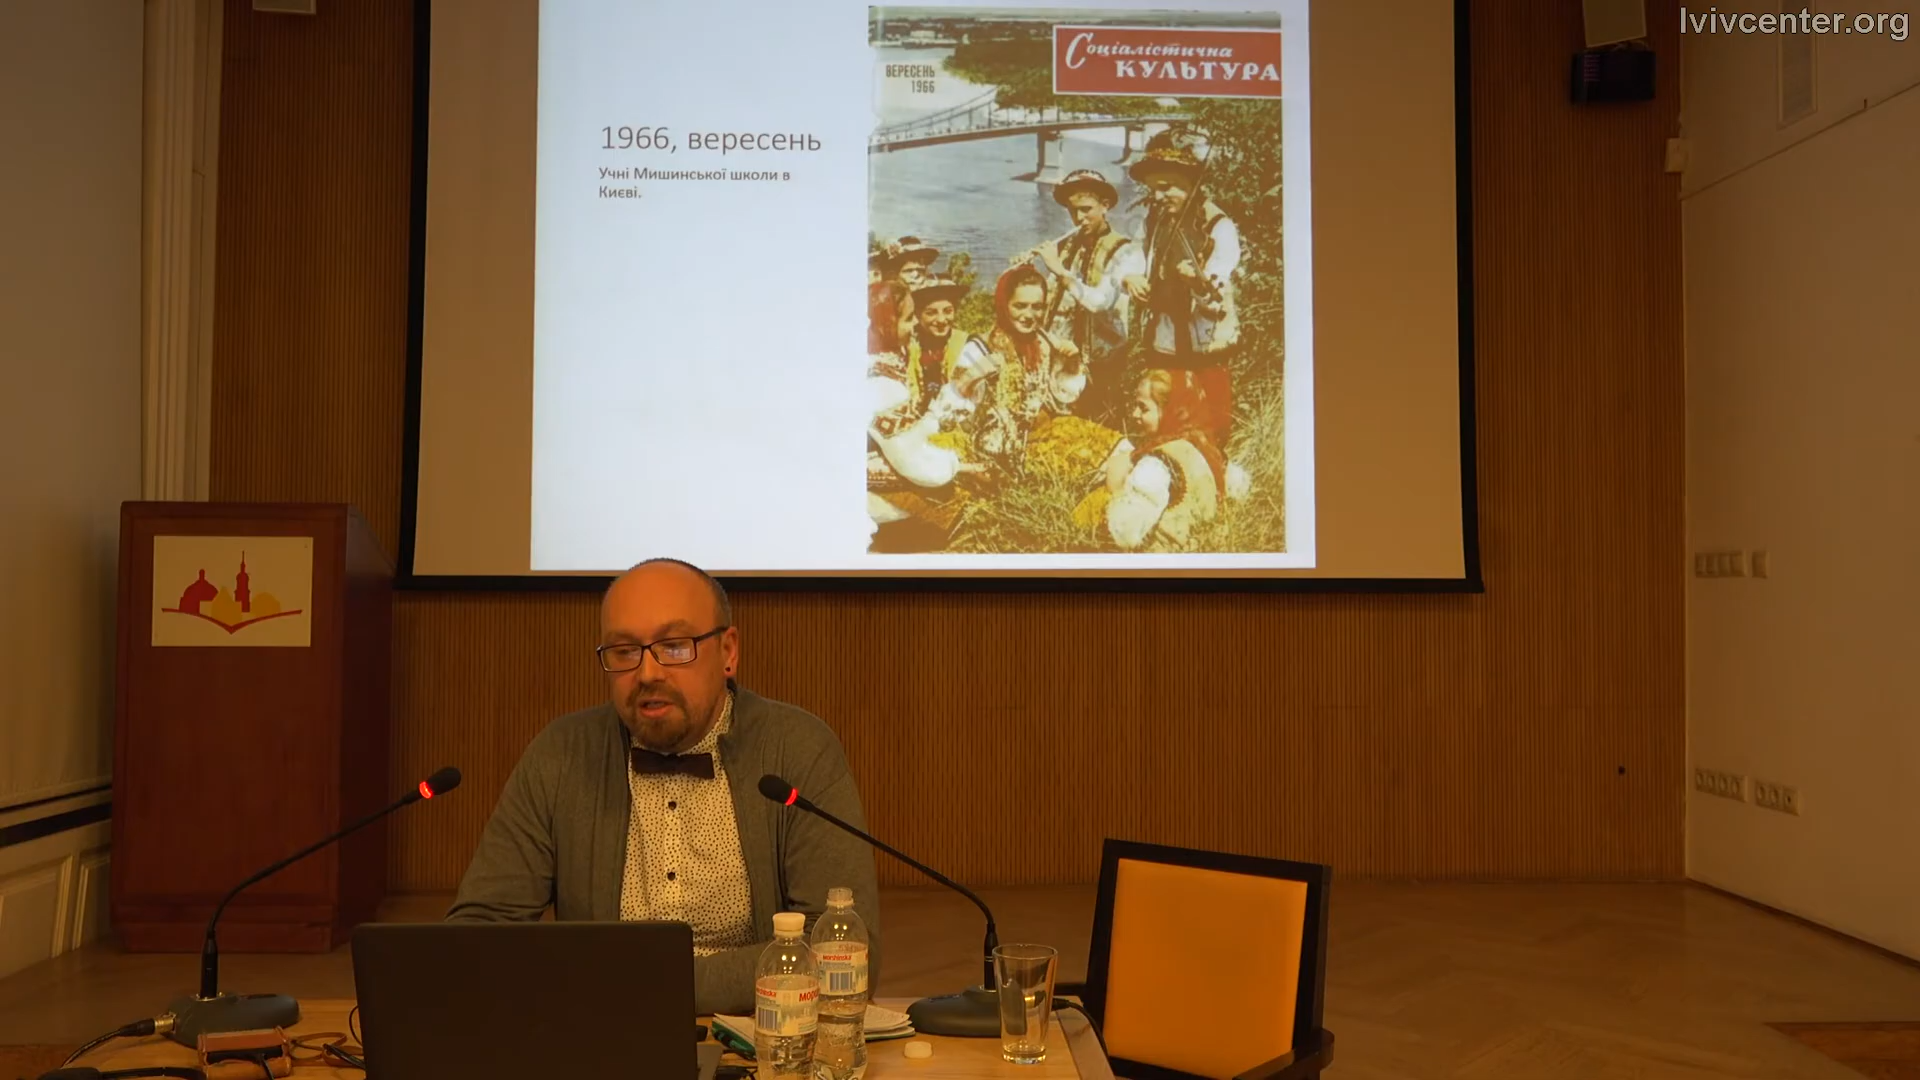 lvivcenter.org
Соціалістична
КУЛЬТУРА
ВЕРЕСЕНЬ
1966
1966, вересень
Учні Мишинської школи в
Києві.